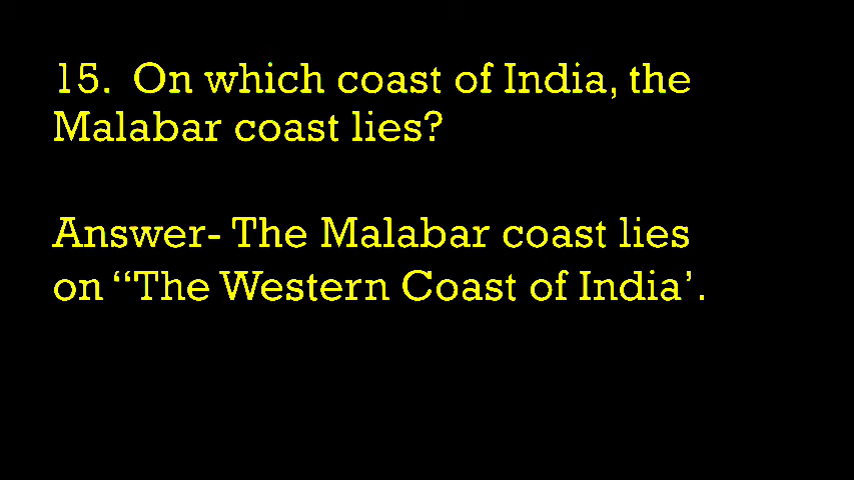 15. On which coast of India, the
Malabar coast lies?
Answer- The Malabar coast lies
on “The Western Coast of India’.